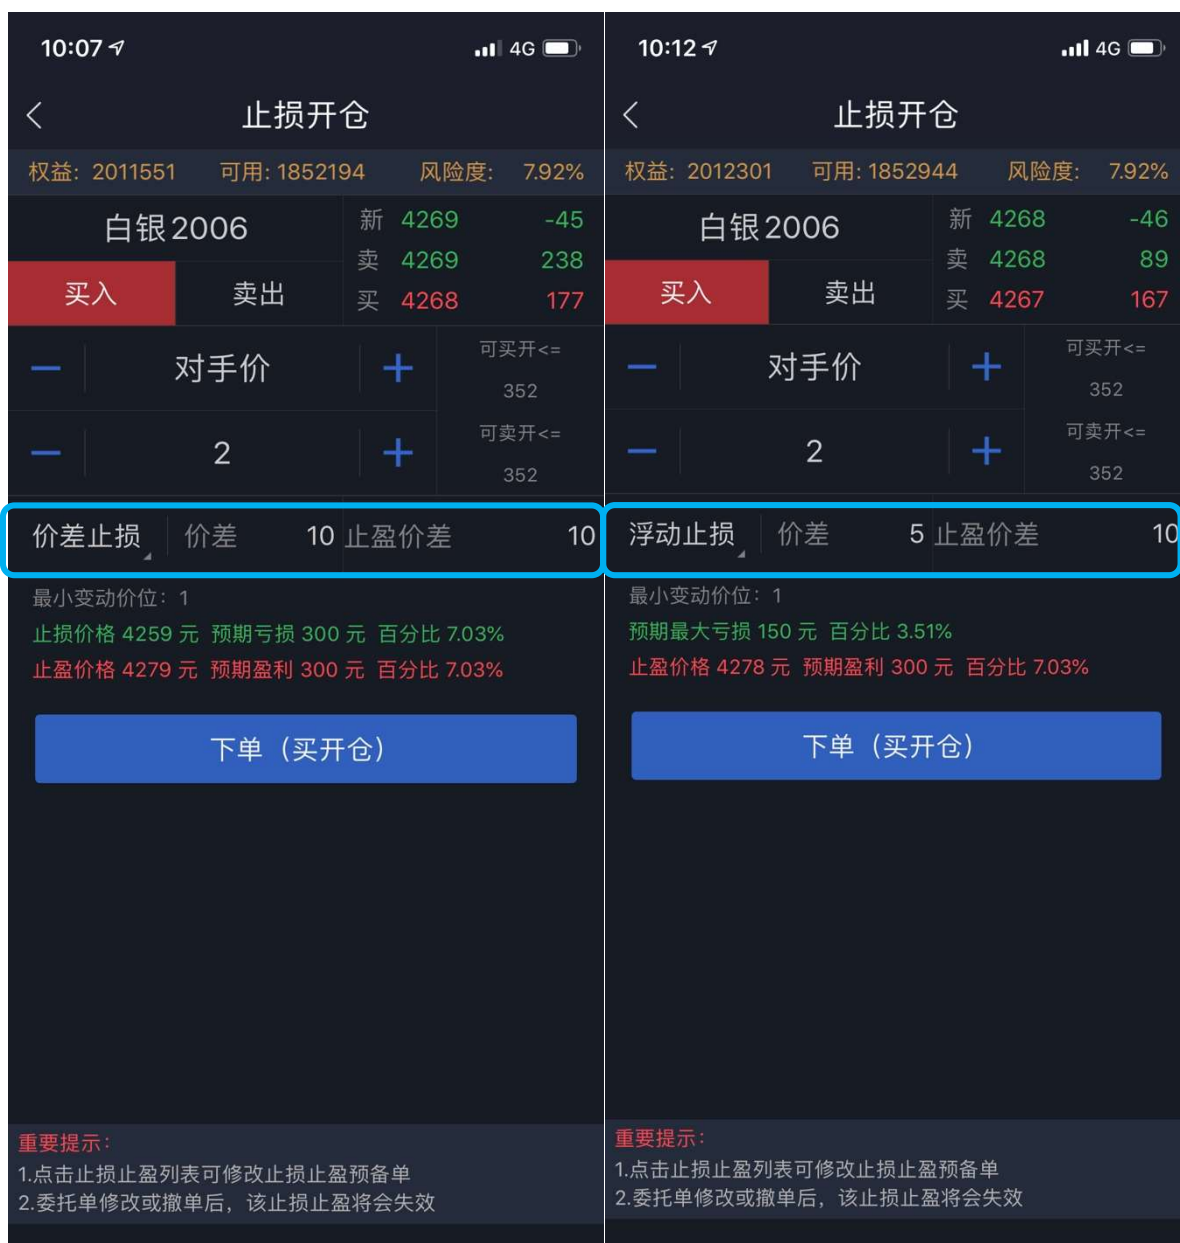 10:07 4G
止损开仓
权益: 2011551 可用: 1852194 风险度: 7.92%
白银2006 新 4269 -45
卖 4269 238
买入 卖出 买 4268 177
对手价 可买开<=
352
2 可卖开<=
352
价差止损 价差 10 止盈价差 10
最小变动价位: 1
止损价格 4259 元 预期亏损 300 元 百分比 7.03%
止盈价格 4279 元 预期盈利 300 元 百分比 7.03%
下单（买开仓）
重要提示:
1.点击止损止盈列表可修改止损止盈预备单
2.委托单修改或撤单后，该止损止盈将会失效
10:12 4G
止损开仓
权益: 2012301 可用: 1852944 风险度: 7.92%
白银2006 新 4268 -46
卖 4268 89
买入 卖出 买 4267 167
对手价 可买开<=
352
2 可卖开<=
352
浮动止损 价差 5 止盈价差 10
最小变动价位: 1
预期最大亏损 150 元 百分比 3.51%
止盈价格 4278 元 预期盈利 300 元 百分比 7.03%
下单（买开仓）
重要提示:
1.点击止损止盈列表可修改止损止盈预备单
2.委托单修改或撤单后，该止损止盈将会失效